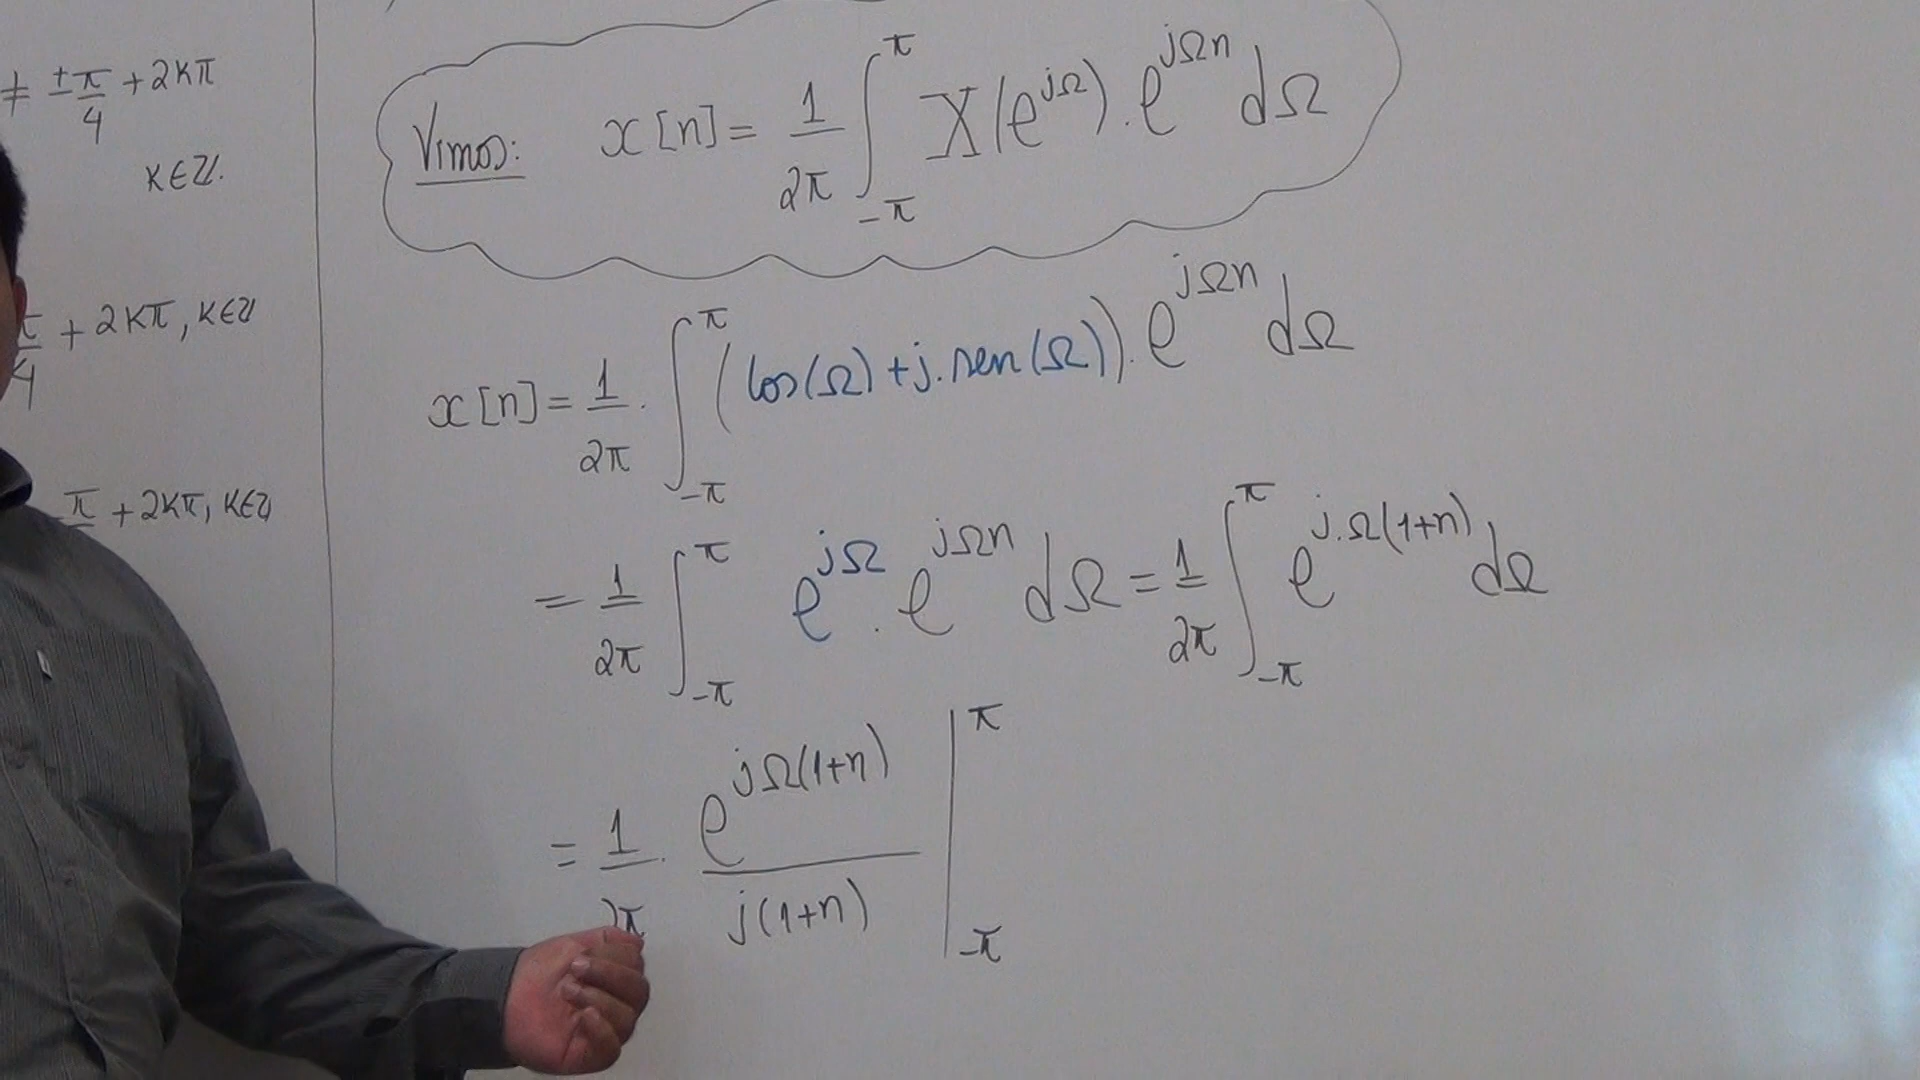 ≠ ±π/4 + 2kπ
k∈ℤ.
π/4 + 2kπ, k∈ℤ
π + 2kπ, k∈ℤ
Vimos: x[n] = 1/2π ∫_{-π}^{π} X(e^{jΩ}) . e^{jΩn} dΩ
x[n] = 1/2π . ∫_{-π}^{π} (cos(Ω) + j.sen(Ω)) . e^{jΩn} dΩ
= 1/2π ∫_{-π}^{π} e^{jΩ} . e^{jΩn} dΩ = 1/2π ∫_{-π}^{π} e^{j.Ω(1+n)} dΩ
= 1/2π . e^{jΩ(1+n)}/j(1+n) |_{-π}^{π}